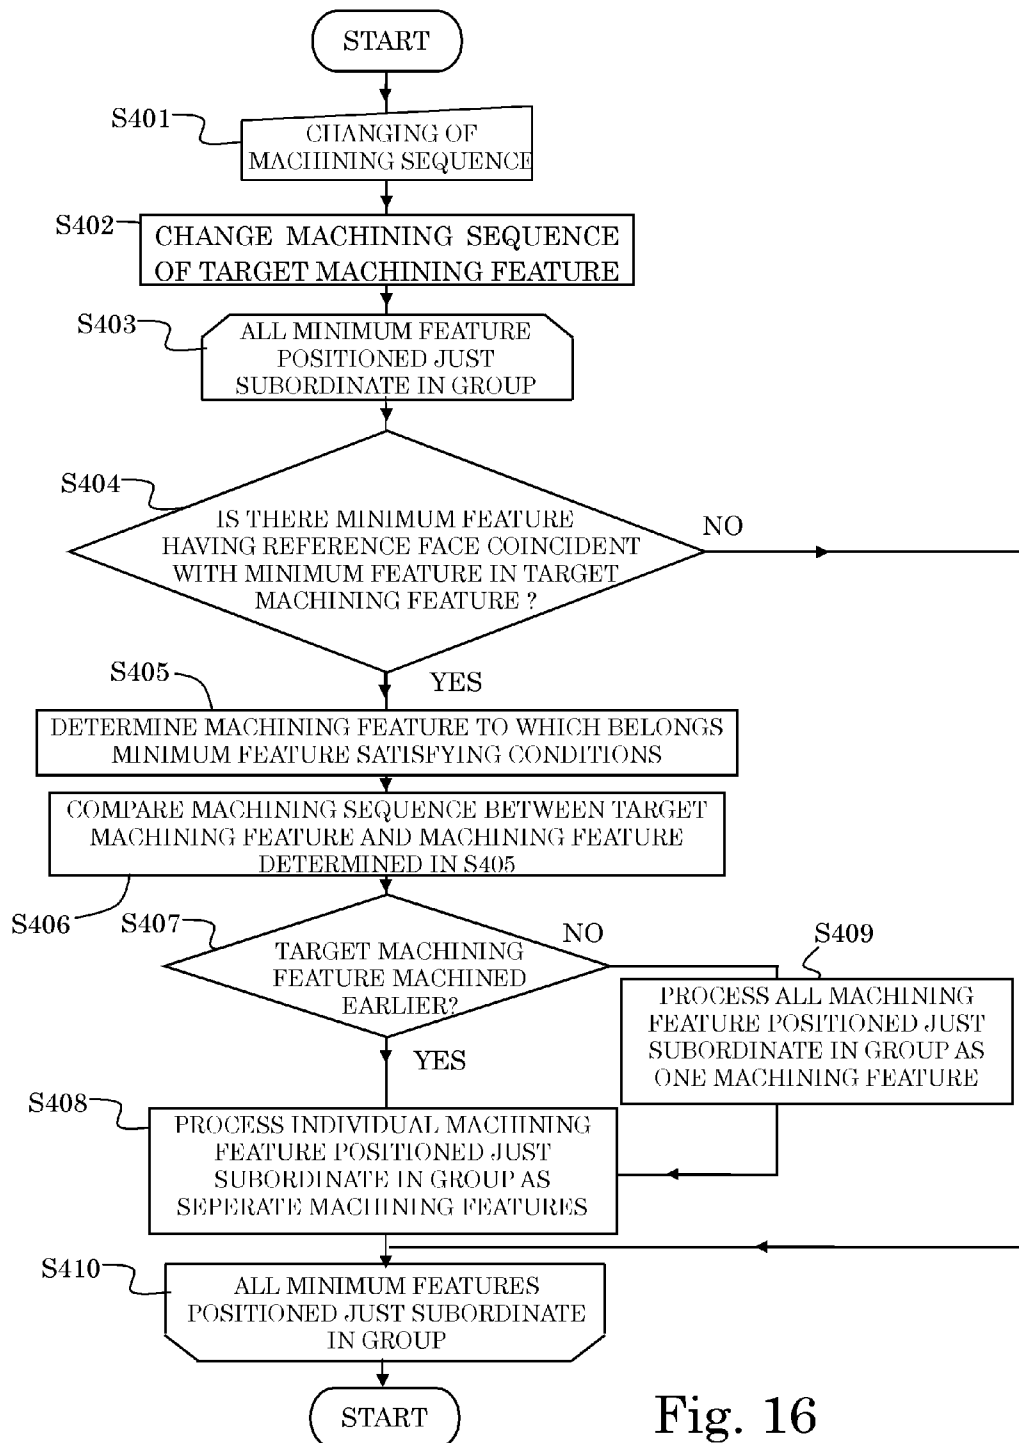 START
S401
CHANGING OF
MACHINING SEQUENCE
S402
CHANGE MACHINING SEQUENCE
OF TARGET MACHINING FEATURE
S403
ALL MINIMUM FEATURE
POSITIONED JUST
SUBORDINATE IN GROUP
S404
IS THERE MINIMUM FEATURE
HAVING REFERENCE FACE COINCIDENT
WITH MINIMUM FEATURE IN TARGET
MACHINING FEATURE ?
NO
YES
S405
DETERMINE MACHINING FEATURE TO WHICH BELONGS
MINIMUM FEATURE SATISFYING CONDITIONS
COMPARE MACHINING SEQUENCE BETWEEN TARGET
MACHINING FEATURE AND MACHINING FEATURE
DETERMINED IN S405
S406
S407
TARGET MACHINING
FEATURE MACHINED
EARLIER?
NO
YES
S409
PROCESS ALL MACHINING
FEATURE POSITIONED JUST
SUBORDINATE IN GROUP AS
ONE MACHINING FEATURE
S408
PROCESS INDIVIDUAL MACHINING
FEATURE POSITIONED JUST
SUBORDINATE IN GROUP AS
SEPERATE MACHINING FEATURES
S410
ALL MINIMUM FEATURES
POSITIONED JUST SUBORDINATE
IN GROUP
START
Fig. 16